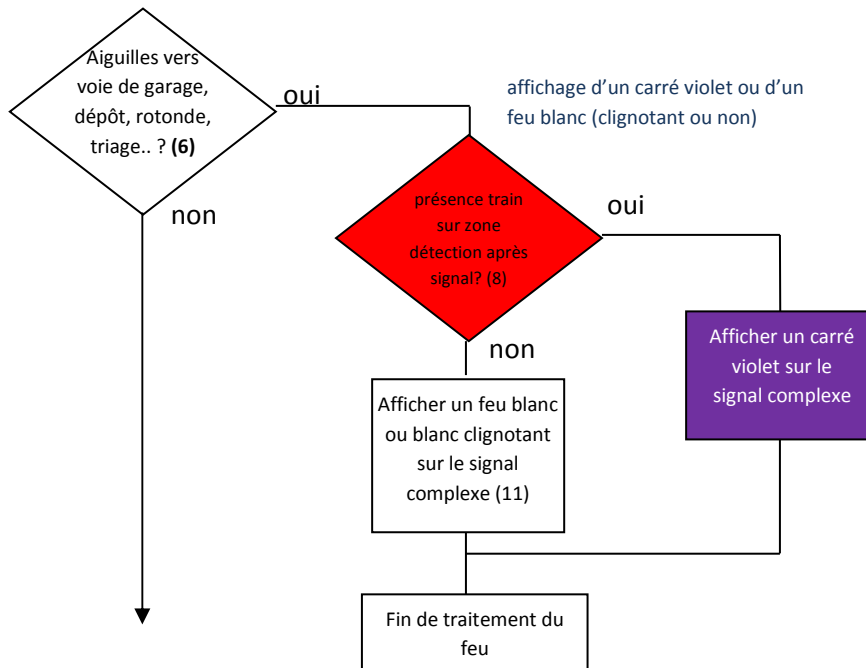 Aiguilles vers
voie de garage,
dépôt, rotonde,
triage.. ? (6)
oui
affichage d'un carré violet ou d'un
feu blanc (clignotant ou non)
non
présence train
sur zone
détection après
signal? (8)
oui
non
Afficher un carré
violet sur le
signal complexe
Afficher un feu blanc
ou blanc clignotant
sur le signal
complexe (11)
Fin de traitement du
feu